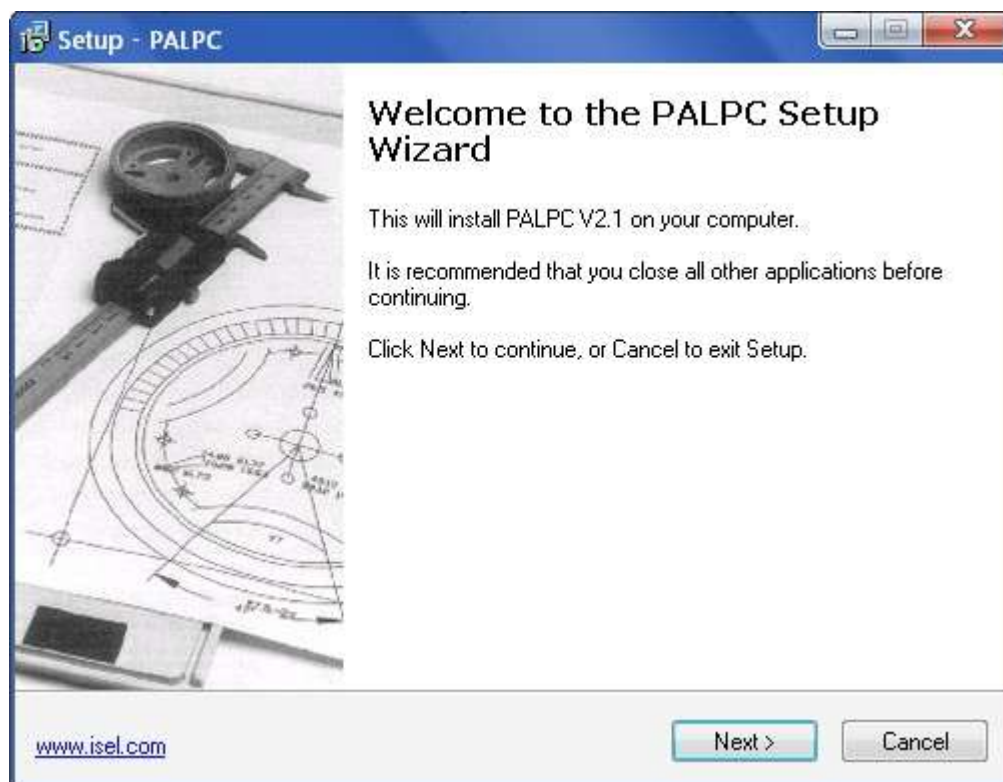 Setup - PALPC
Welcome to the PALPC Setup
Wizard
This will install PALPC V2.1 on your computer.
It is recommended that you close all other applications before
continuing.
Click Next to continue, or Cancel to exit Setup.
www.isel.com
Next >
Cancel